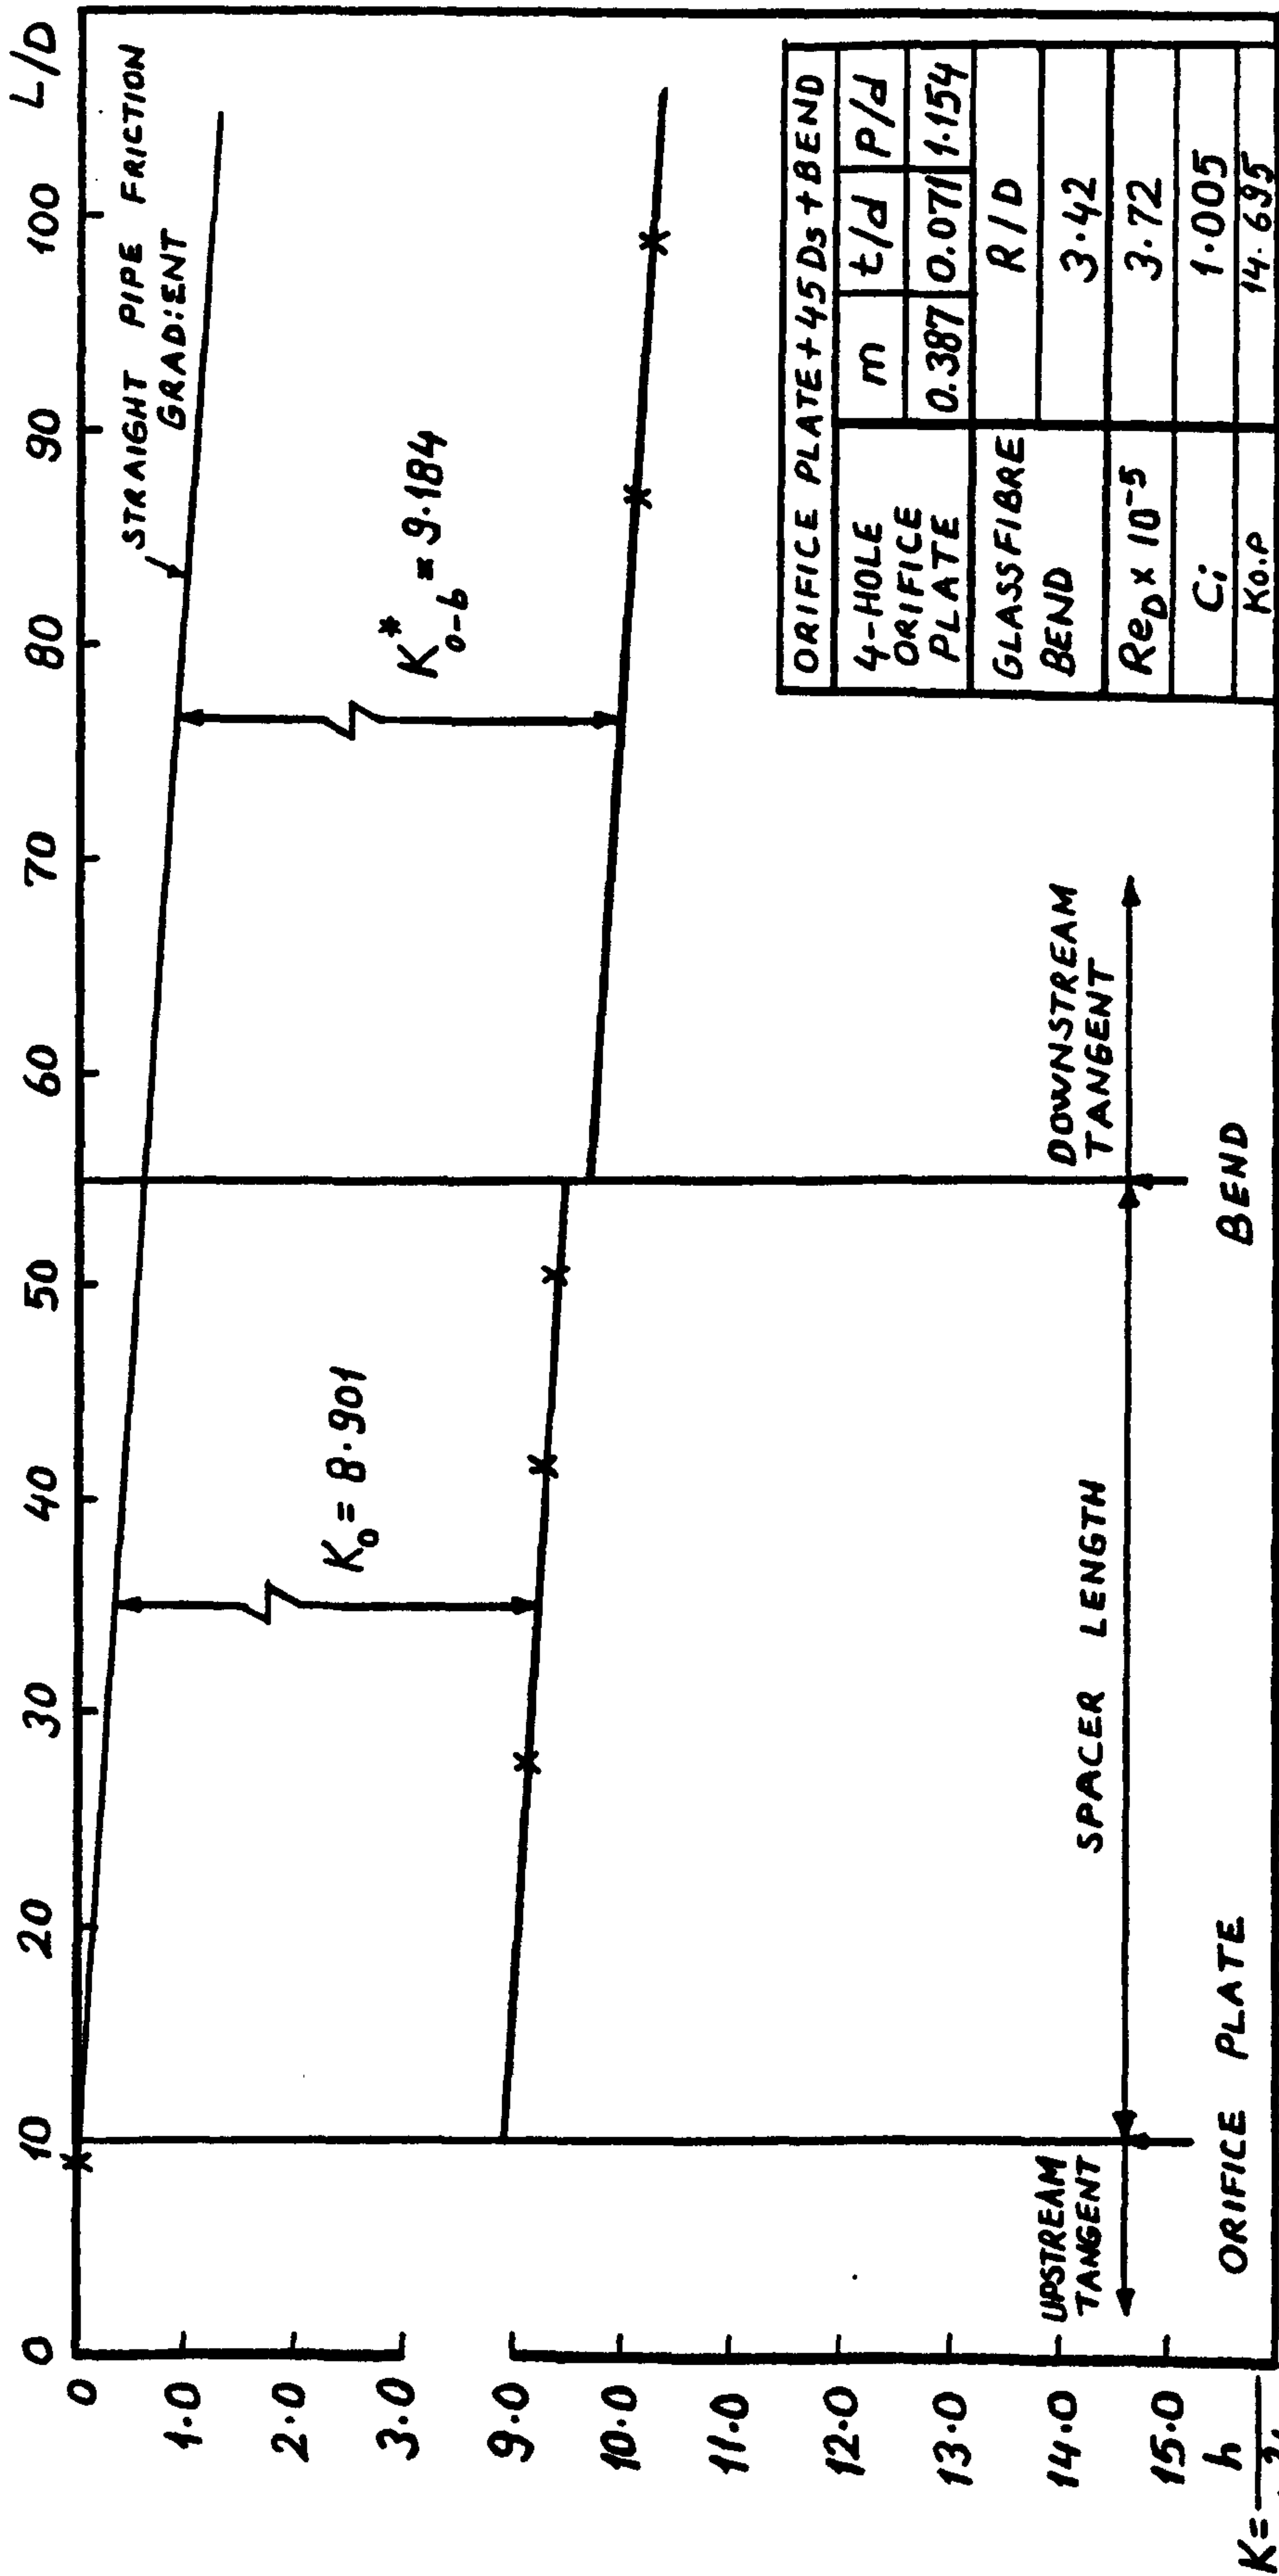 L/D
0 10 20 30 40 50 60 70 80 90 100
0
1.0
2.0
3.0
9.0
10.0
11.0
12.0
13.0
14.0
15.0
K= h
STRAIGHT PIPE FRICTION
GRADIENT
K₀ = 8.901
K*₀₋b = 9.184
UPSTREAM
TANGENT
SPACER LENGTH
DOWNSTREAM
TANGENT
ORIFICE PLATE
BEND
ORIFICE PLATE+45Ds+BEND
4-HOLE ORIFICE PLATE
m t/d P/d
0.387 0.071 1.154
GLASSFIBRE BEND
R/D
3.42
Re_D x 10⁻⁵ 3.72
Ci 1.005
Ko.P 14.695